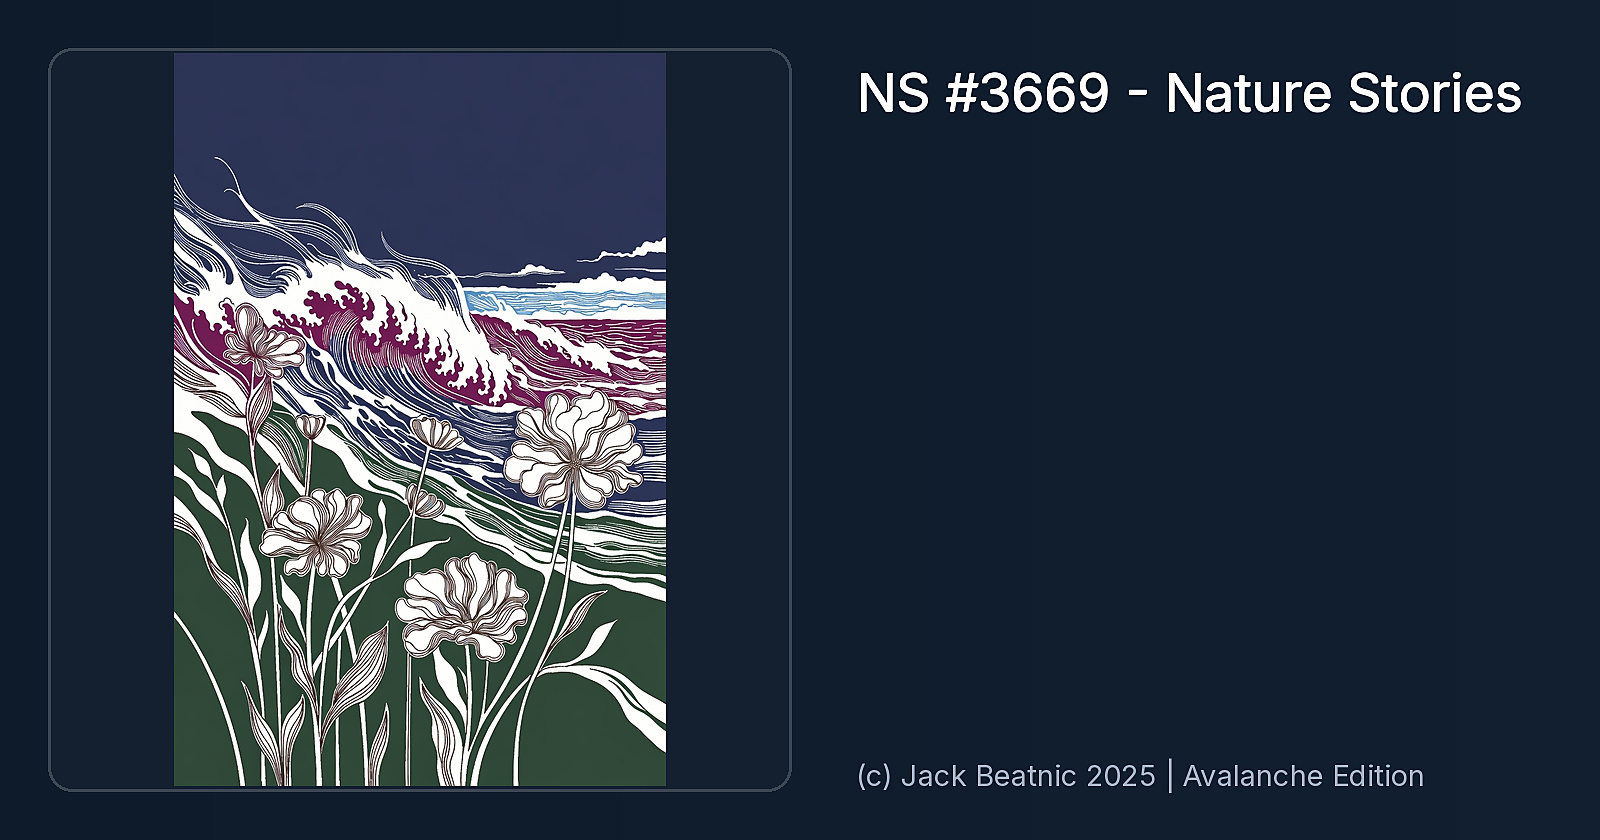 NS #3669 - Nature Stories
(c) Jack Beatnic 2025 | Avalanche Edition